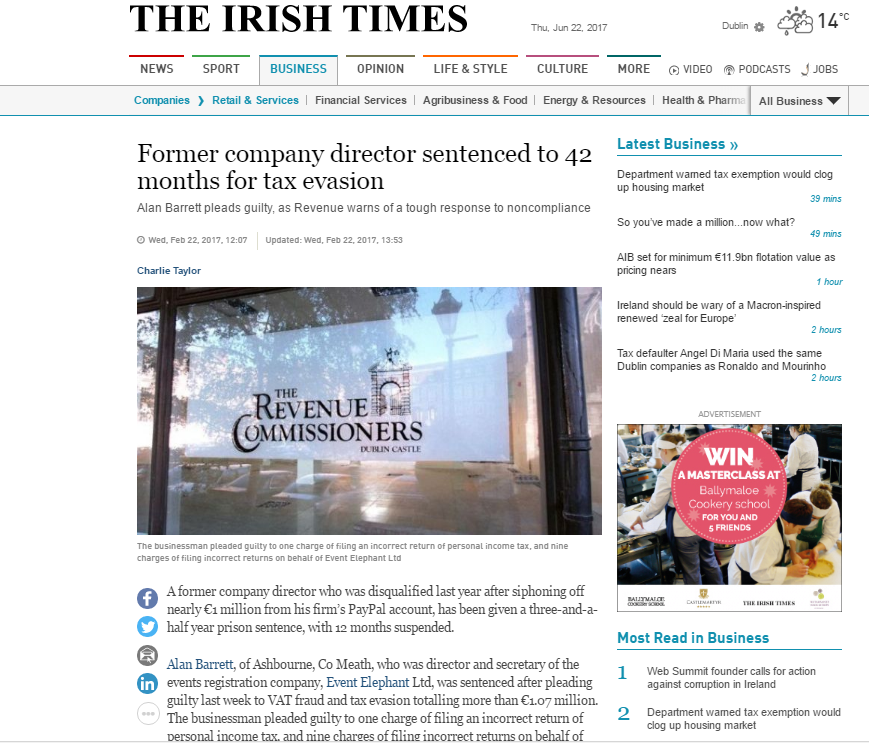 THE IRISH TIMES
Thu, Jun 22, 2017
Dublin
14°C
NEWS SPORT BUSINESS OPINION LIFE & STYLE CULTURE MORE VIDEO PODCASTS JOBS
Companies ❯ Retail & Services | Financial Services | Agribusiness & Food | Energy & Resources | Health & Pharma
All Business
Former company director sentenced to 42
months for tax evasion
Alan Barrett pleads guilty, as Revenue warns of a tough response to noncompliance
Wed, Feb 22, 2017, 12:07 Updated: Wed, Feb 22, 2017, 13:53
Charlie Taylor
THE
REVENUE
COMMISSIONERS
DUBLIN CASTLE
The businessman pleaded guilty to one charge of filing an incorrect return of personal income tax, and nine
charges of filing incorrect returns on behalf of Event Elephant Ltd
A former company director who was disqualified last year after siphoning off
nearly €1 million from his firm's PayPal account, has been given a three-and-a-
half year prison sentence, with 12 months suspended.
Alan Barrett, of Ashbourne, Co Meath, who was director and secretary of the
events registration company, Event Elephant Ltd, was sentenced after pleading
guilty last week to VAT fraud and tax evasion totalling more than €1.07 million.
The businessman pleaded guilty to one charge of filing an incorrect return of
personal income tax, and nine charges of filing incorrect returns on behalf of
Latest Business »
Department warned tax exemption would clog
up housing market
39 mins
So you've made a million...now what?
49 mins
AIB set for minimum €11.9bn flotation value as
pricing nears
1 hour
Ireland should be wary of a Macron-inspired
renewed ‘zeal for Europe’
2 hours
Tax defaulter Angel Di Maria used the same
Dublin companies as Ronaldo and Mourinho
2 hours
ADVERTISEMENT
WIN
A MASTERCLASS AT
Ballymaloe
Cookery school
FOR YOU AND
5 FRIENDS
BALLYMALOE
COOKERY SCHOOL
CASTLEMARTYR
THE IRISH TIMES
Most Read in Business
1 Web Summit founder calls for action
against corruption in Ireland
2 Department warned tax exemption would
clog up housing market